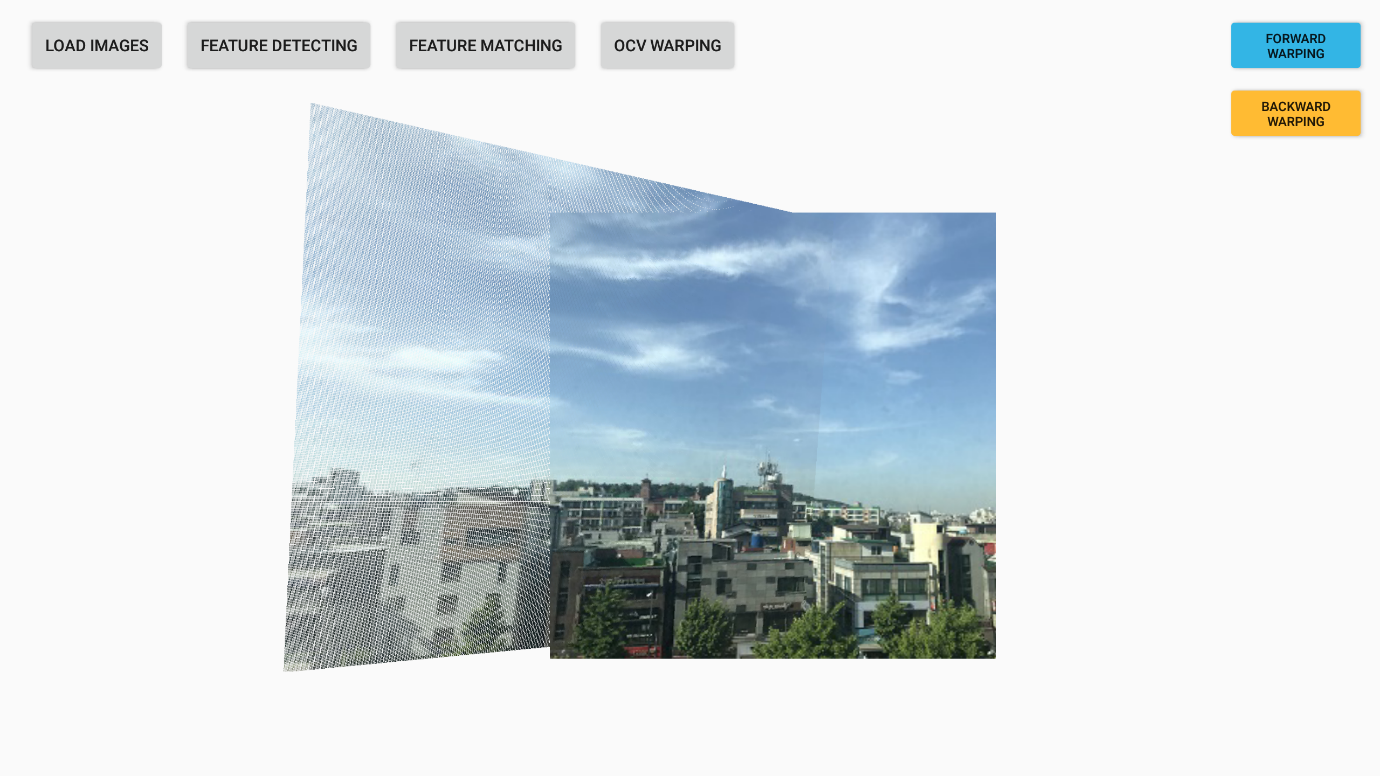 LOAD IMAGES
FEATURE DETECTING
FEATURE MATCHING
OCV WARPING
FORWARD
WARPING
BACKWARD
WARPING